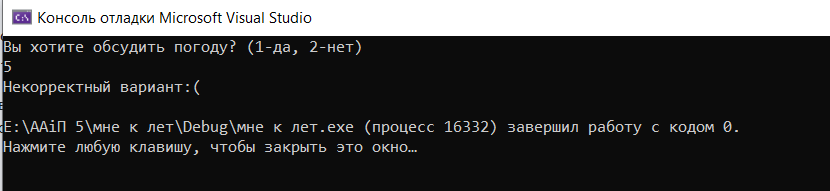 Консоль отладки Microsoft Visual Studio
Вы хотите обсудить погоду? (1-да, 2-нет)
5
Некорректный вариант:(
E:\ААiП 5\мне к лет\Debug\мне к лет.exe (процесс 16332) завершил работу с кодом 0.
Нажмите любую клавишу, чтобы закрыть это окно…